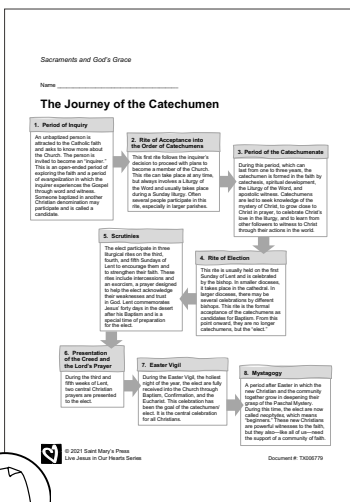 Sacraments and God's Grace
Name
The Journey of the Catechumen
1. Period of Inquiry
An unbaptized person is
attracted to the Catholic faith
and asks to know more about
the Church. The person is
invited to become an "inquirer."
This is an open-ended period of
exploring the faith and a period
of evangelization in which the
inquirer experiences the Gospel
through word and witness.
Someone baptized in another
Christian denomination may
participate and is called a
candidate.
2. Rite of Acceptance into
the Order of Catechumens
This first rite follows the inquirer's
decision to proceed with plans to
become a member of the Church.
This rite can take place at any time,
but always involves a Liturgy of
the Word and usually takes place
during a Sunday liturgy. Often
several people participate in this
rite, especially in larger parishes.
3. Period of the Catechumenate
During this period, which can
last from one to three years, the
catechumen is formed in the faith by
catechesis, spiritual development,
the Liturgy of the Word, and
apostolic witness. Catechumens
are led to seek knowledge of the
mystery of Christ, to grow close to
Christ in prayer, to celebrate Christ's
love in the liturgy, and to learn from
other followers to witness to Christ
through their actions in the world.
4. Rite of Election
This rite is usually held on the first
Sunday of Lent and is celebrated
by the bishop. In smaller dioceses,
it takes place in the cathedral. In
larger dioceses, there may be
several celebrations by different
bishops. This rite is the formal
acceptance of the catechumens as
candidates for Baptism. From this
point onward, they are no longer
catechumens, but the "elect."
5. Scrutinies
The elect participate in three
liturgical rites on the third,
fourth, and fifth Sundays of
Lent to encourage them and
to strengthen their faith. These
rites include intercessions and
an exorcism, a prayer designed
to help the elect acknowledge
their weaknesses and trust
in God. Lent commemorates
Jesus' forty days in the desert
after his Baptism and is a
special time of preparation
for the elect.
6. Presentation
of the Creed and
the Lord's Prayer
During the third and
fifth weeks of Lent,
two central Christian
prayers are presented
to the elect.
7. Easter Vigil
During the Easter Vigil, the holiest
night of the year, the elect are fully
received into the Church through
Baptism, Confirmation, and the
Eucharist. This celebration has
been the goal of the catechumens/
elect. It is the central celebration
for all Christians.
8. Mystagogy
A period after Easter in which the
new Christian and the community
together grow in deepening their
grasp of the Paschal Mystery.
During this time, the elect are now
called neophytes, which means
"beginners." These new Christians
are powerful witnesses to the faith,
but they also—like all of us—need
the support of a community of faith.
© 2021 Saint Mary's Press
Live Jesus in Our Hearts Series
Document #: TX006779